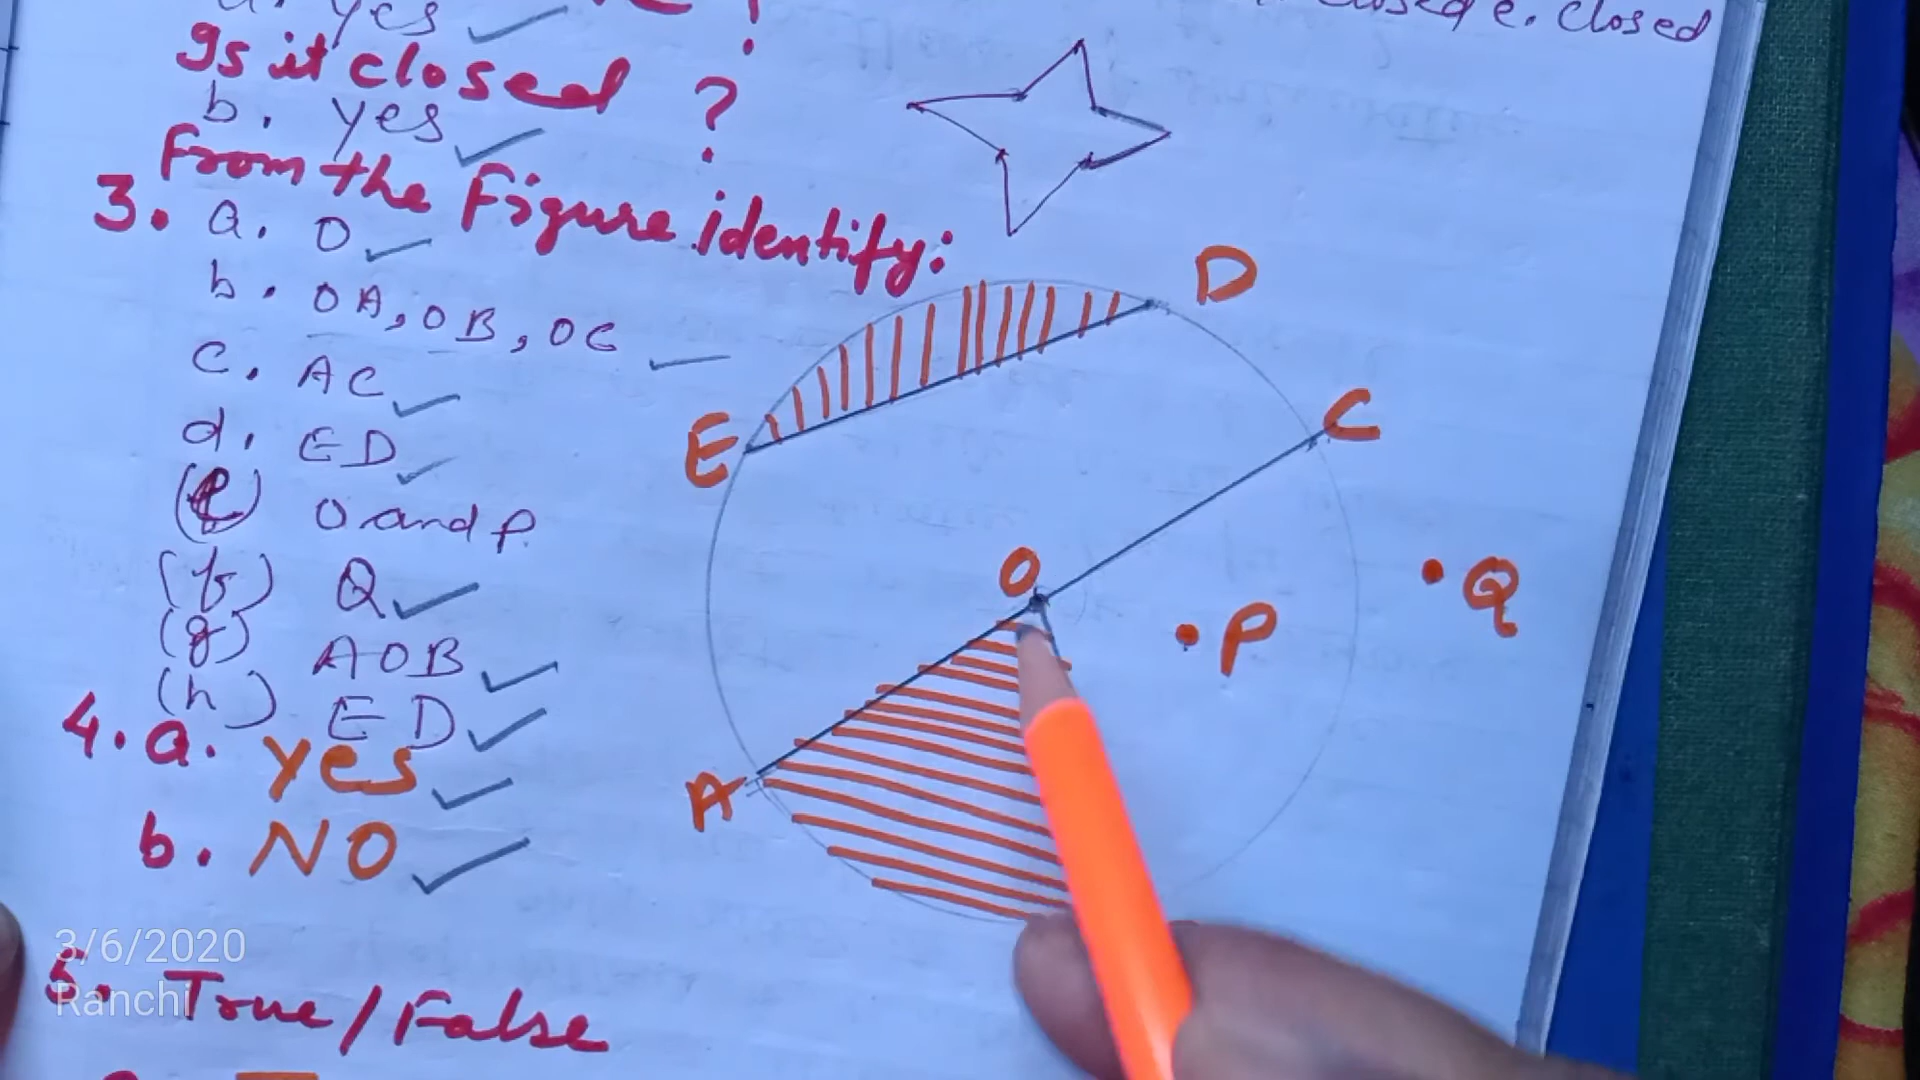 yes
closed e. closed
Is it closed ?
b. yes
From the Figure identify:
3. a. O
b. OA, OB, OC
c. AC
d. ED
(e) O and P.
(f) Q
(g) AOB
(h) ED
4. a. Yes
b. NO
5. True/False
D
E
C
O
P
Q
A
3/6/2020
Ranchi